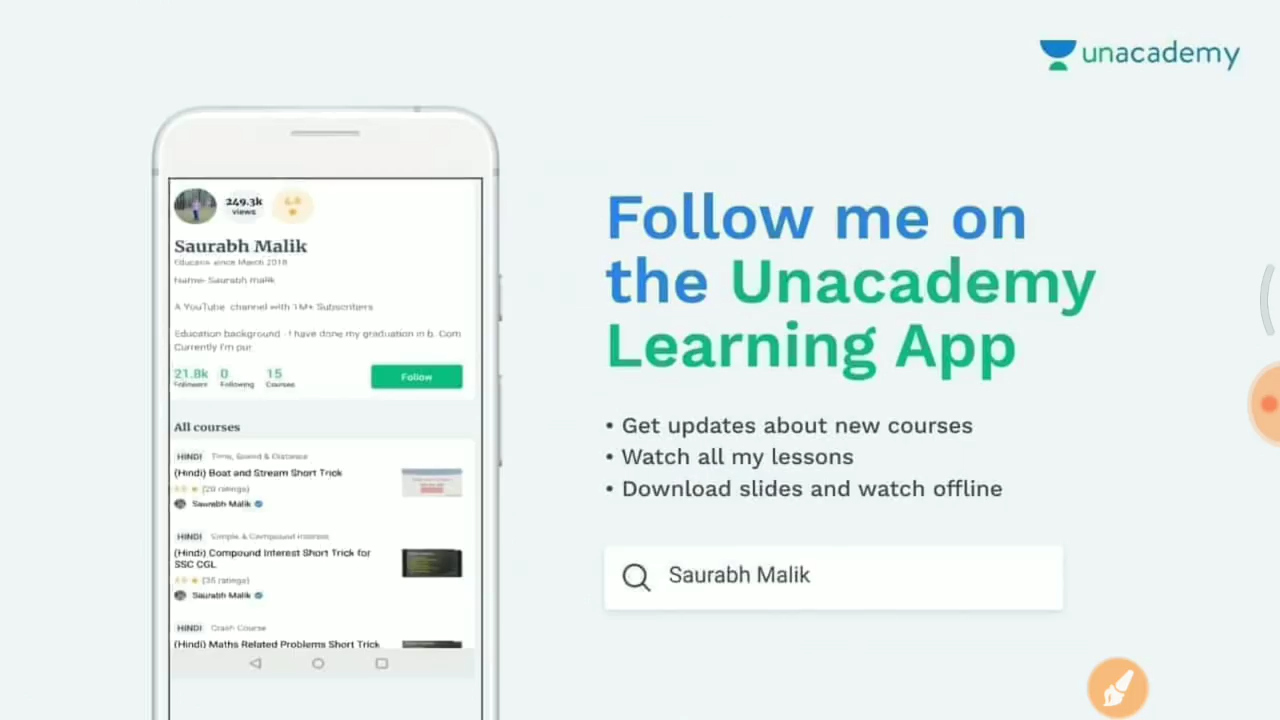 unacademy
249.3k
views
Saurabh Malik
Educator since March 2018
Name- Saurabh malik
A YouTube channel with 1M+ Subscribers
Education background - I have done my graduation in b. Com
Currently I'm pur
21.8k 0 15
Followers Following Courses
Follow
All courses
HINDI Time, Speed & Distance
(Hindi) Boat and Stream Short Trick
(20 ratings)
Saurabh Malik
HINDI Simple & Compound Interest
(Hindi) Compound Interest Short Trick for
SSC CGL
(35 ratings)
Saurabh Malik
HINDI Crash Course
(Hindi) Maths Related Problems Short Trick
Follow me on
the Unacademy
Learning App
• Get updates about new courses
• Watch all my lessons
• Download slides and watch offline
Saurabh Malik